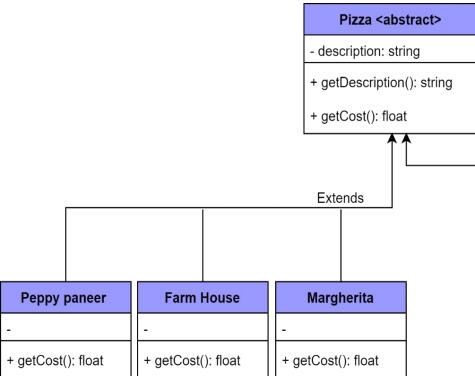 Pizza <abstract>
- description: string
+ getDescription(): string
+ getCost(): float
Extends
Peppy paneer
-
+ getCost(): float
Farm House
-
+ getCost(): float
Margherita
-
+ getCost(): float